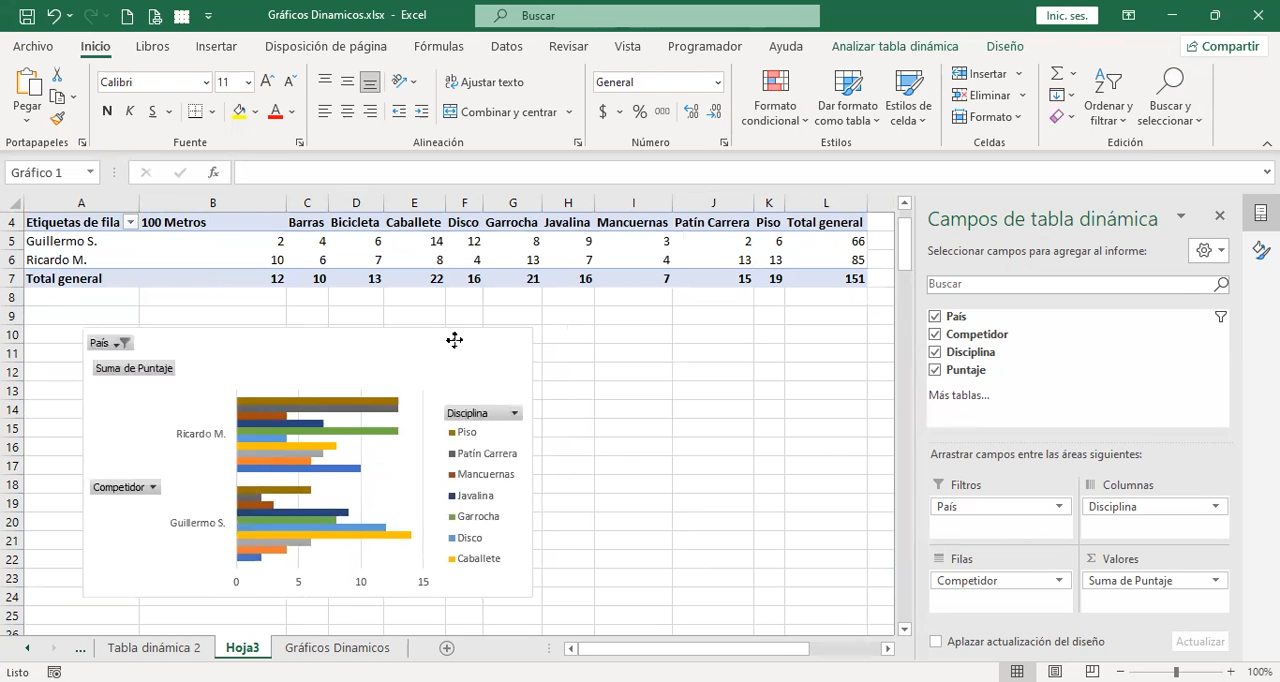 Gráficos Dinamicos.xlsx - Excel
Buscar
Inic. ses.
Archivo Inicio Libros Insertar Disposición de página Fórmulas Datos Revisar Vista Programador Ayuda Analizar tabla dinámica Diseño Compartir
Pegar
Portapapeles
Calibri 11
N K S A
Fuente
Ajustar texto
Combinar y centrar
Alineación
General
$ % 000
Número
Formato condicional
Dar formato como tabla
Estilos de celda
Estilos
Insertar
Eliminar
Formato
Celdas
Ordenar y filtrar
Buscar y seleccionar
Edición
Gráfico 1 fx
A B C D E F G H I J K L
4 Etiquetas de fila 100 Metros Barras Bicicleta Caballete Disco Garrocha Javalina Mancuernas Patín Carrera Piso Total general
5 Guillermo S. 2 4 6 14 12 8 9 3 2 6 66
6 Ricardo M. 10 6 7 8 4 13 7 4 13 13 85
7 Total general 12 10 13 22 16 21 16 7 15 19 151
8
9
10
11
12
13
14
15
16
17
18
19
20
21
22
23
24
25
País
Suma de Puntaje
Ricardo M.
Competidor
Guillermo S.
0 5 10 15
Disciplina
Piso
Patín Carrera
Mancuernas
Javalina
Garrocha
Disco
Caballete
Campos de tabla dinámica
Seleccionar campos para agregar al informe:
Buscar
País
Competidor
Disciplina
Puntaje
Más tablas...
Arrastrar campos entre las áreas siguientes:
Filtros
País
Columnas
Disciplina
Filas
Competidor
Σ Valores
Suma de Puntaje
Aplazar actualización del diseño Actualizar
... Tabla dinámica 2 Hoja3 Gráficos Dinamicos
Listo 100%